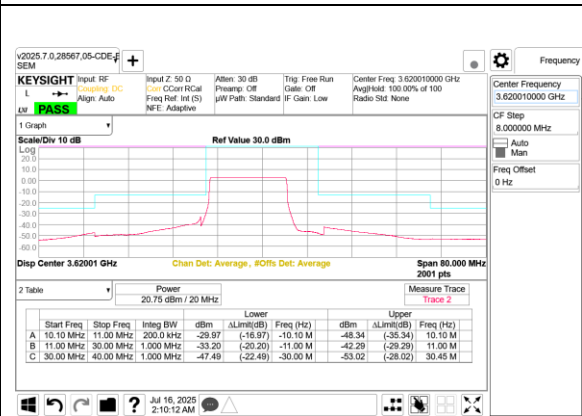 v2025.7.0,28567,05-CDE-F
SEM
Frequency
KEYSIGHT
L
LW PASS
Input: RF
Coupling: DC
Align: Auto
Input Z: 50 Ω
Corr CCorr RCal
Freq Ref: Int (S)
NFE: Adaptive
Atten: 30 dB
Preamp: Off
µW Path: Standard
Trig: Free Run
Gate: Off
IF Gain: Low
Center Freq: 3.620010000 GHz
Avg|Hold: 100.00% of 100
Radio Std: None
Center Frequency
3.620010000 GHz
CF Step
8.000000 MHz
Auto
Man
Freq Offset
0 Hz
1 Graph
Scale/Div 10 dB
Ref Value 30.0 dBm
Log
20.0
10.0
0.00
-10.0
-20.0
-30.0
-40.0
-50.0
-60.0
Disp Center 3.62001 GHz
Chan Det: Average, #Offs Det: Average
Span 80.000 MHz
2001 pts
2 Table
Power
20.75 dBm / 20 MHz
Measure Trace
Trace 2
Lower Upper
Start Freq Stop Freq Integ BW dBm ΔLimit(dB) Freq (Hz) dBm ΔLimit(dB) Freq (Hz)
A 10.10 MHz 11.00 MHz 200.0 kHz -29.97 (-16.97) -10.10 M -48.34 (-35.34) 10.10 M
B 11.00 MHz 30.00 MHz 1.000 MHz -33.20 (-20.20) -11.00 M -42.29 (-29.29) 11.00 M
C 30.00 MHz 40.00 MHz 1.000 MHz -47.49 (-22.49) -30.00 M -53.02 (-28.02) 30.45 M
?
Jul 16, 2025
2:10:12 AM